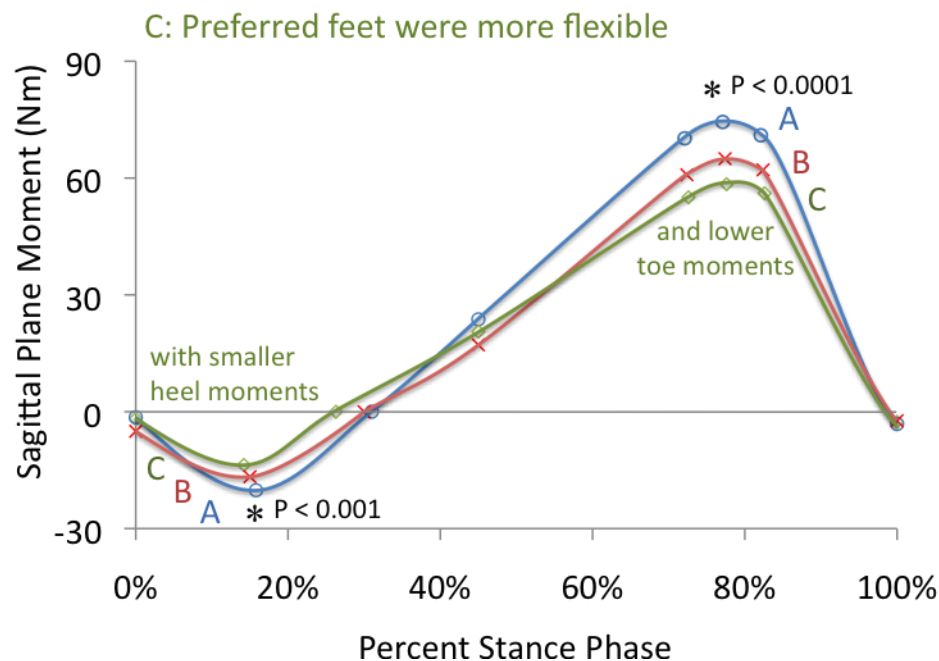 C: Preferred feet were more flexible
Sagittal Plane Moment (Nm)
90
60
30
0
-30
* P < 0.0001
A
B
C
and lower
toe moments
with smaller
heel moments
C
B
A
* P < 0.001
0%
20%
40%
60%
80%
100%
Percent Stance Phase